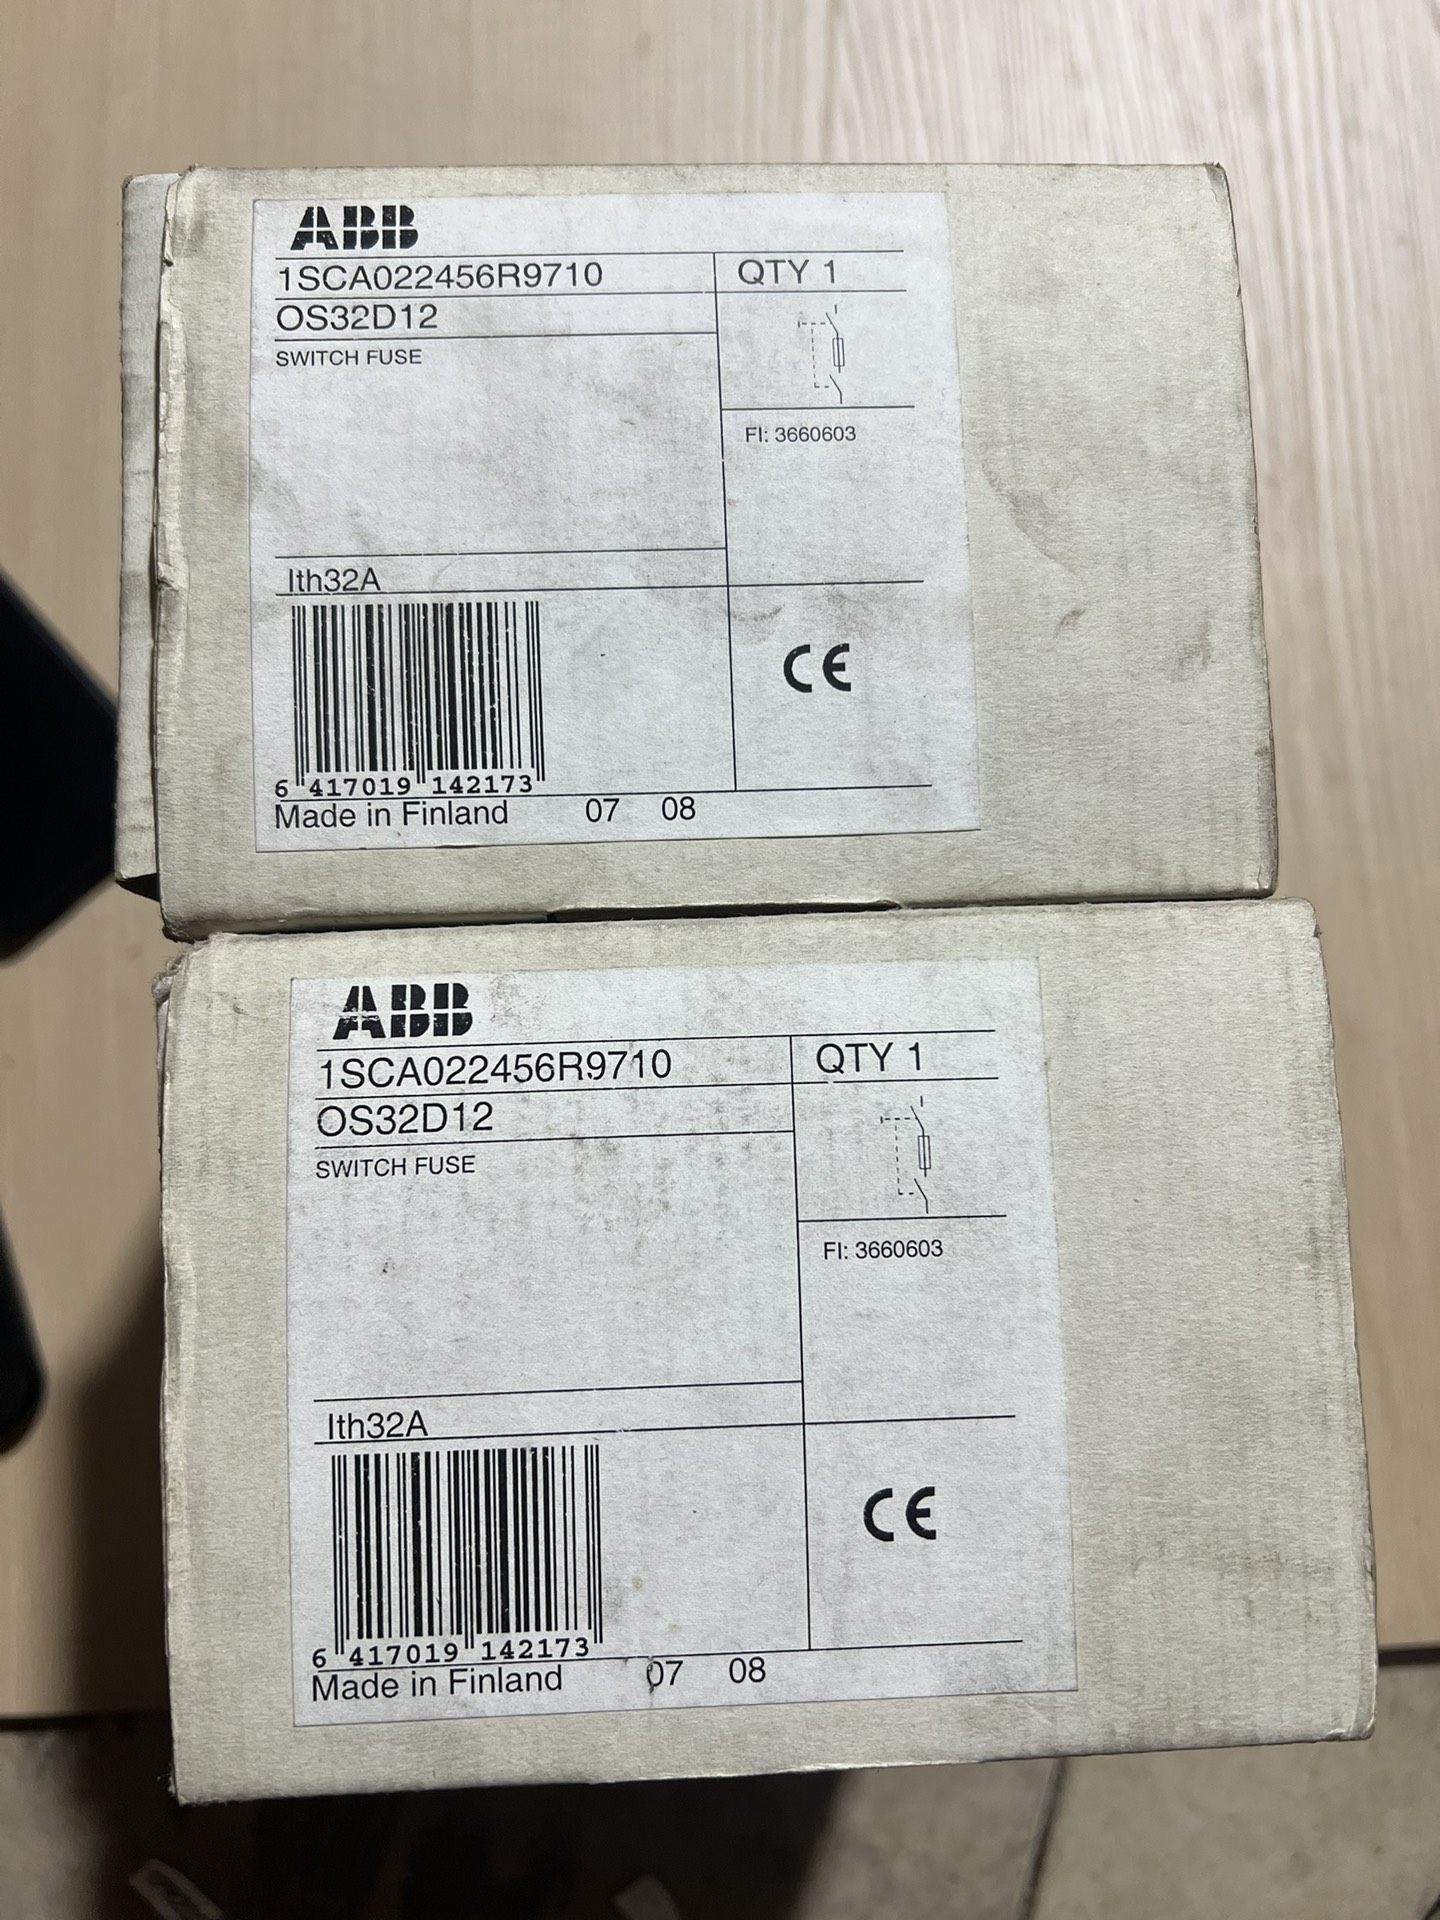 ABB
1SCA022456R9710 QTY 1
OS32D12
SWITCH FUSE
FI: 3660603
Ith32A
CE
6 417019 142173
Made in Finland 07 08
ABB
1SCA022456R9710 QTY 1
OS32D12
SWITCH FUSE
FI: 3660603
Ith32A
CE
6 417019 142173
Made in Finland 07 08